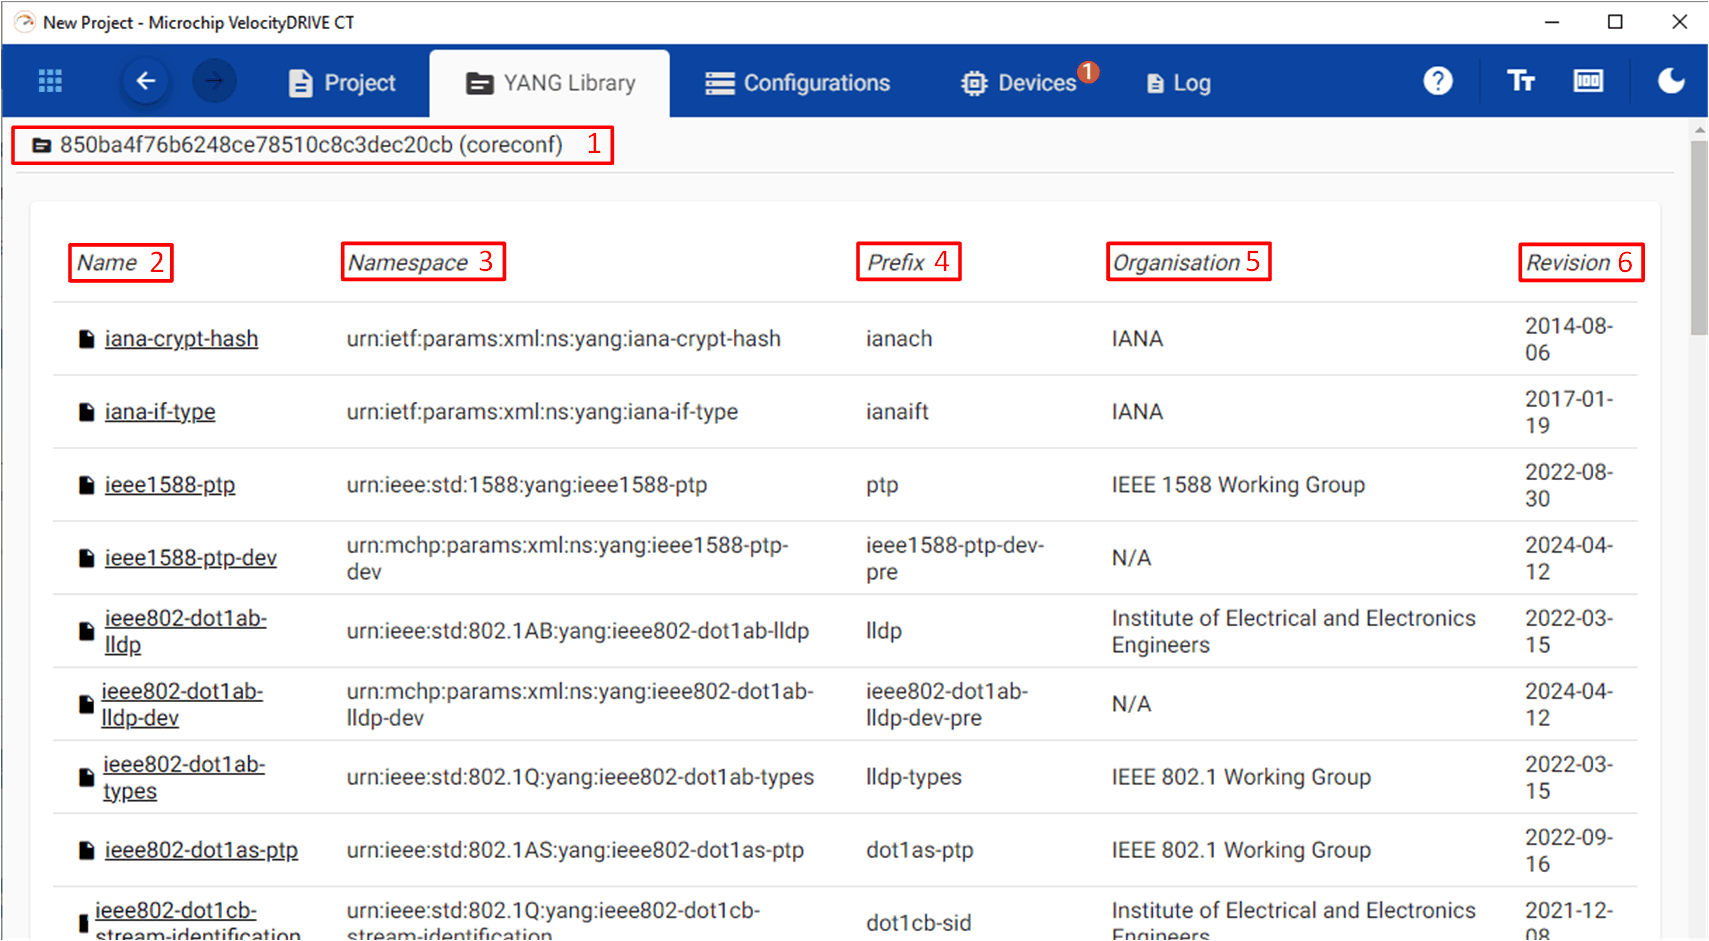 New Project - Microchip VelocityDRIVE CT
Project YANG Library Configurations Devices 1 Log ? Tт
850ba4f76b6248ce78510c8c3dec20cb (coreconf) 1
Name 2 Namespace 3 Prefix 4 Organisation 5 Revision 6
iana-crypt-hash urn:ietf:params:xml:ns:yang:iana-crypt-hash ianach IANA 2014-08-
06
iana-if-type urn:ietf:params:xml:ns:yang:iana-if-type ianaift IANA 2017-01-
19
ieee1588-ptp urn:ieee:std:1588:yang:ieee1588-ptp ptp IEEE 1588 Working Group 2022-08-
30
ieee1588-ptp-dev urn:mchp:params:xml:ns:yang:ieee1588-ptp-
dev ieee1588-ptp-dev-
pre N/A 2024-04-
12
ieee802-dot1ab-
lldp urn:ieee:std:802.1AB:yang:ieee802-dot1ab-lldp lldp Institute of Electrical and Electronics
Engineers 2022-03-
15
ieee802-dot1ab-
lldp-dev urn:mchp:params:xml:ns:yang:ieee802-dot1ab-
lldp-dev ieee802-dot1ab-
lldp-dev-pre N/A 2024-04-
12
ieee802-dot1ab-
types urn:ieee:std:802.1Q:yang:ieee802-dot1ab-types lldp-types IEEE 802.1 Working Group 2022-03-
15
ieee802-dot1as-ptp urn:ieee:std:802.1AS:yang:ieee802-dot1as-ptp dot1as-ptp IEEE 802.1 Working Group 2022-09-
16
ieee802-dot1cb-
stream-identification urn:ieee:std:802.1Q:yang:ieee802-dot1cb-
stream-identification dot1cb-sid Institute of Electrical and Electronics
Engineers 2021-12-
08